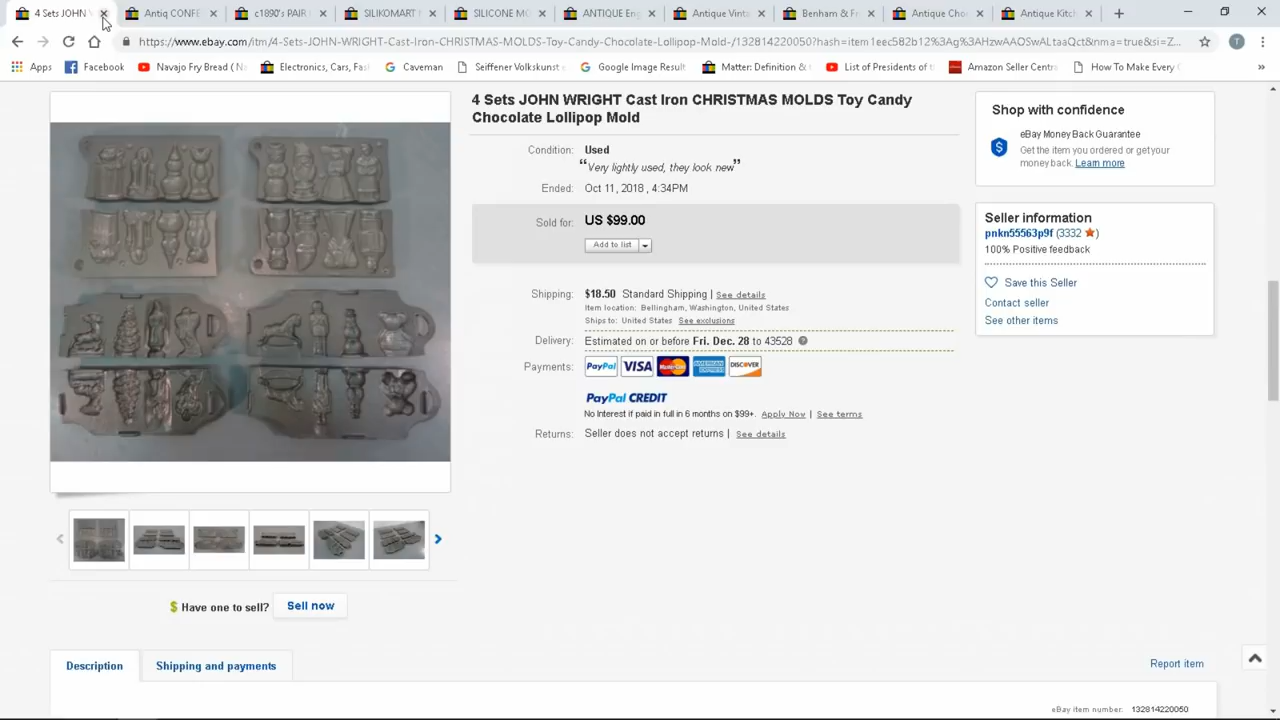 4 Sets JOHN W
Antiq CONFE
c1890's PAIR
SILIKOMART
SILICONE M
ANTIQUE En
Antique Vint
Benham & Fr
Antique Cho
Antique Kitch
https://www.ebay.com/itm/4-Sets-JOHN-WRIGHT-Cast-Iron-CHRISTMAS-MOLDS-Toy-Candy-Chocolate-Lollipop-Mold-/132814220050?hash=item1eec582b12%3Ag%3AHzwAAOSwALtaaQct&nma=true&si=Z...
T
Apps
Facebook
Navajo Fry Bread ( N
Electronics, Cars, Fas
Caveman
Seiffener Volkskunst
Google Image Result
Matter: Definition &
List of Presidents of t
Amazon Seller Centr
How To Make Every
»
4 Sets JOHN WRIGHT Cast Iron CHRISTMAS MOLDS Toy Candy
Chocolate Lollipop Mold
Condition: Used
“Very lightly used, they look new”
Ended: Oct 11, 2018 , 4:34PM
Sold for: US $99.00
Add to list
Shipping: $18.50 Standard Shipping | See details
Item location: Bellingham, Washington, United States
Ships to: United States See exclusions
Delivery: Estimated on or before Fri. Dec. 28 to 43528
Payments: PayPal VISA MasterCard AMERICAN EXPRESS DISCOVER
PayPal CREDIT
No Interest if paid in full in 6 months on $99+. Apply Now | See terms
Returns: Seller does not accept returns | See details
Shop with confidence
eBay Money Back Guarantee
Get the item you ordered or get your
money back. Learn more
Seller information
pnkn55563p9f (3332 ★)
100% Positive feedback
Save this Seller
Contact seller
See other items
$ Have one to sell? Sell now
Description
Shipping and payments
Report item
eBay item number: 132814220050